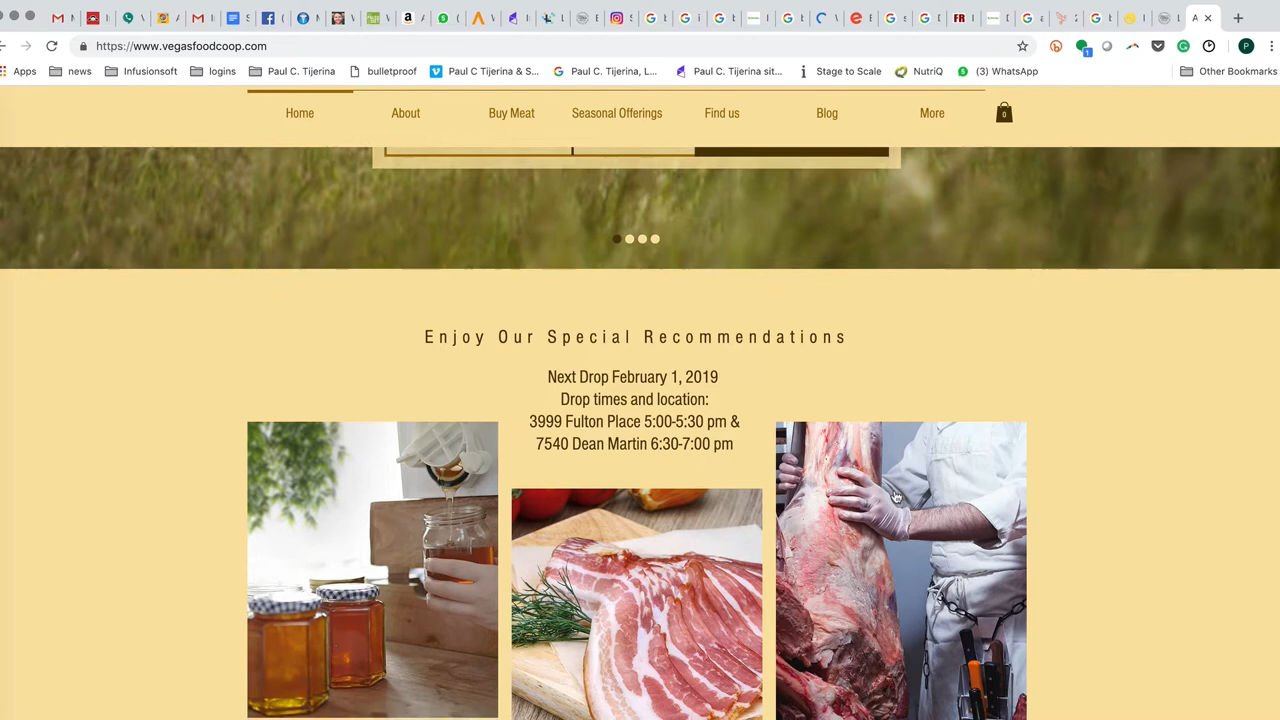 https://www.vegasfoodcoop.com
Apps news Infusionsoft logins Paul C. Tijerina bulletproof Paul C Tijerina & S... Paul C. Tijerina, L... Paul C. Tijerina sit... Stage to Scale NutriQ (3) WhatsApp Other Bookmarks
Home About Buy Meat Seasonal Offerings Find us Blog More 0
Enjoy Our Special Recommendations
Next Drop February 1, 2019
Drop times and location:
3999 Fulton Place 5:00-5:30 pm &
7540 Dean Martin 6:30-7:00 pm